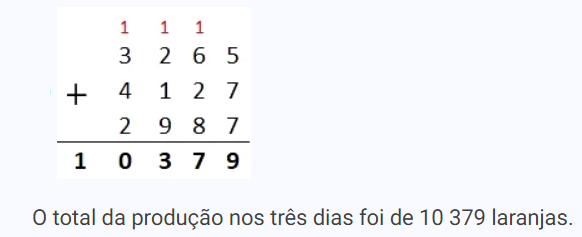 1 1 1
3 2 6 5
+ 4 1 2 7
2 9 8 7
1 0 3 7 9
O total da produção nos três dias foi de 10 379 laranjas.